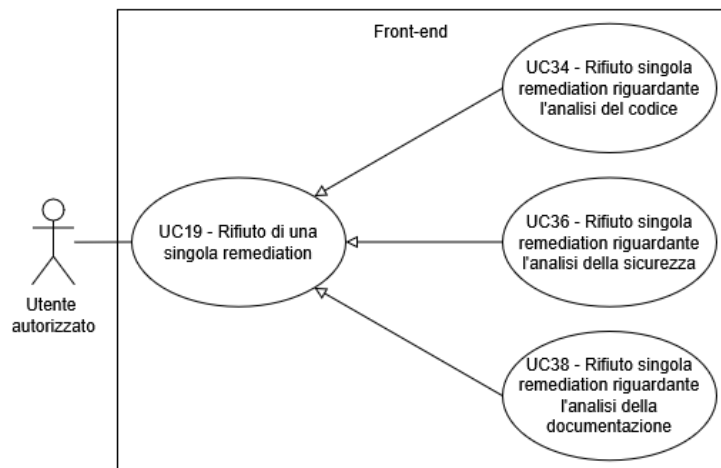 Front-end
UC34 - Rifiuto singola
remediation riguardante
l'analisi del codice
UC19 - Rifiuto di una
singola remediation
UC36 - Rifiuto singola
remediation riguardante
l'analisi della sicurezza
Utente
autorizzato
UC38 - Rifiuto singola
remediation riguardante
l'analisi della
documentazione